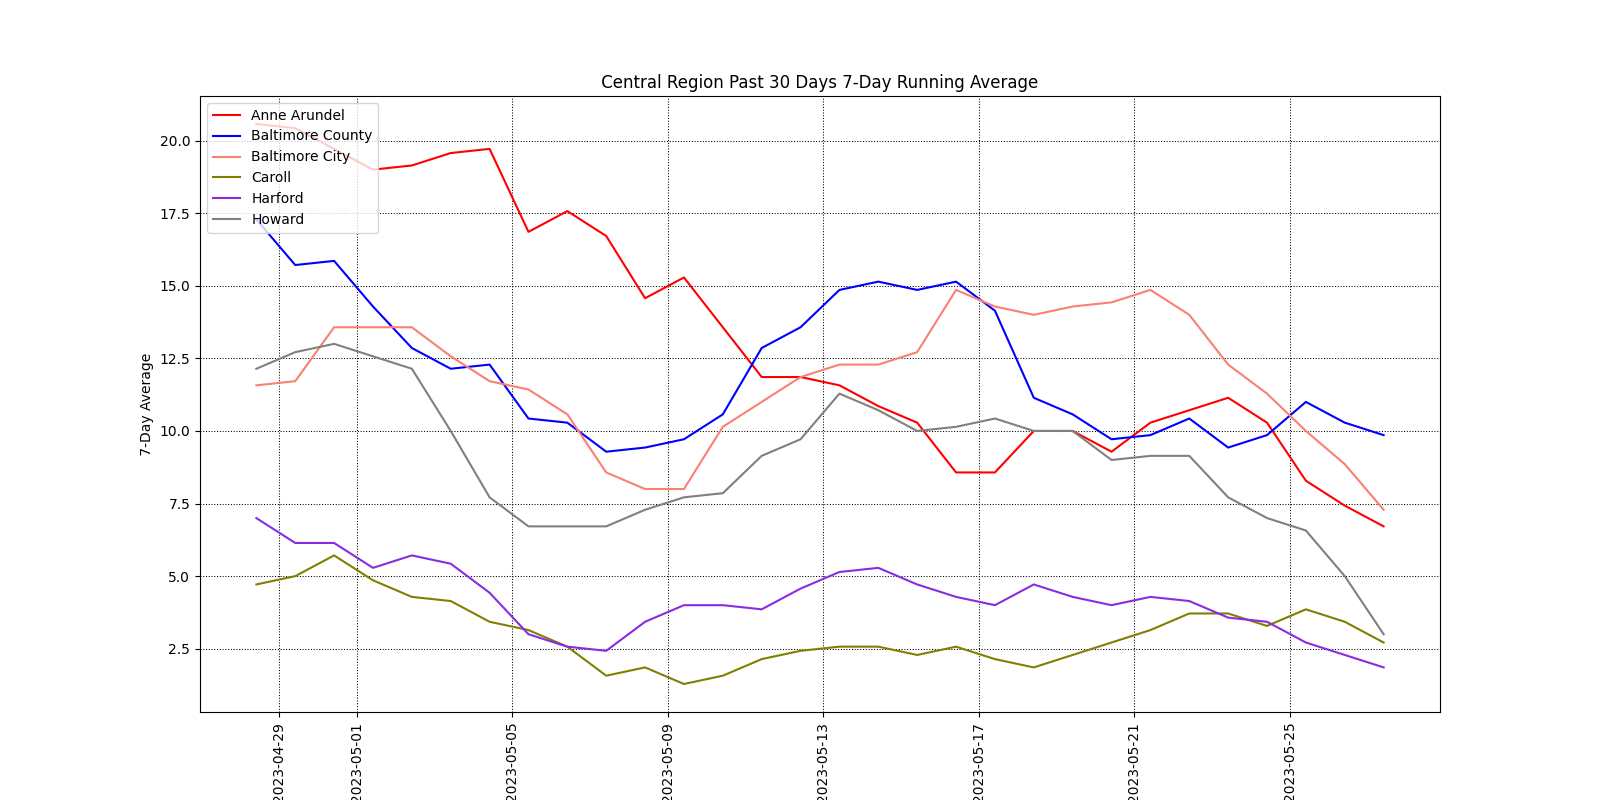 Central Region Past 30 Days 7-Day Running Average
Anne Arundel
Baltimore County
Baltimore City
Caroll
Harford
Howard
7-Day Average
20.0
17.5
15.0
12.5
10.0
7.5
5.0
2.5
2023-04-29
2023-05-01
2023-05-05
2023-05-09
2023-05-13
2023-05-17
2023-05-21
2023-05-25